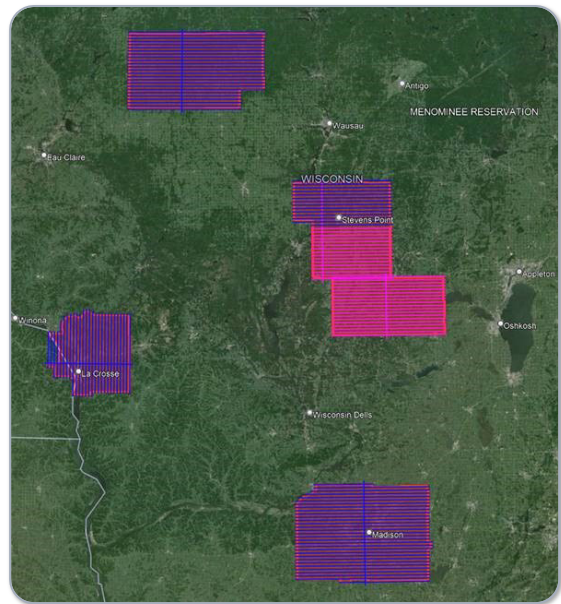 Antigo
MENOMINEE RESERVATION
Wausau
Eau Claire
WISCONSIN
Stevens Point
Appleton
Winona
Oshkosh
La Crosse
Wisconsin Dells
Madison